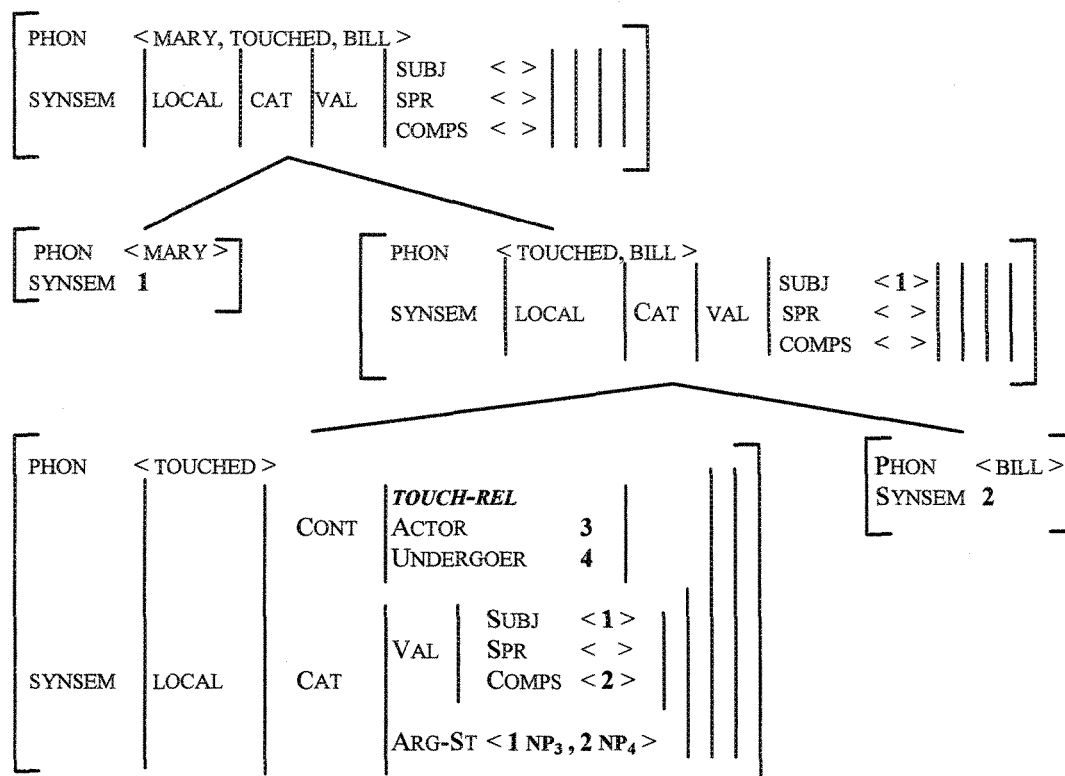 PHON < MARY, TOUCHED, BILL >
SUBJ < >
SYNSEM LOCAL CAT VAL SPR < >
COMPS < >
PHON < MARY >
SYNSEM 1
PHON < TOUCHED, BILL >
SUBJ < 1 >
SYNSEM LOCAL CAT VAL SPR < >
COMPS < >
PHON < TOUCHED >
TOUCH-REL
CONT ACTOR 3
UNDERGOER 4
SUBJ < 1 >
VAL SPR < >
SYNSEM LOCAL CAT COMPS < 2 >
ARG-ST < 1 NP3 , 2 NP4 >
PHON < BILL >
SYNSEM 2